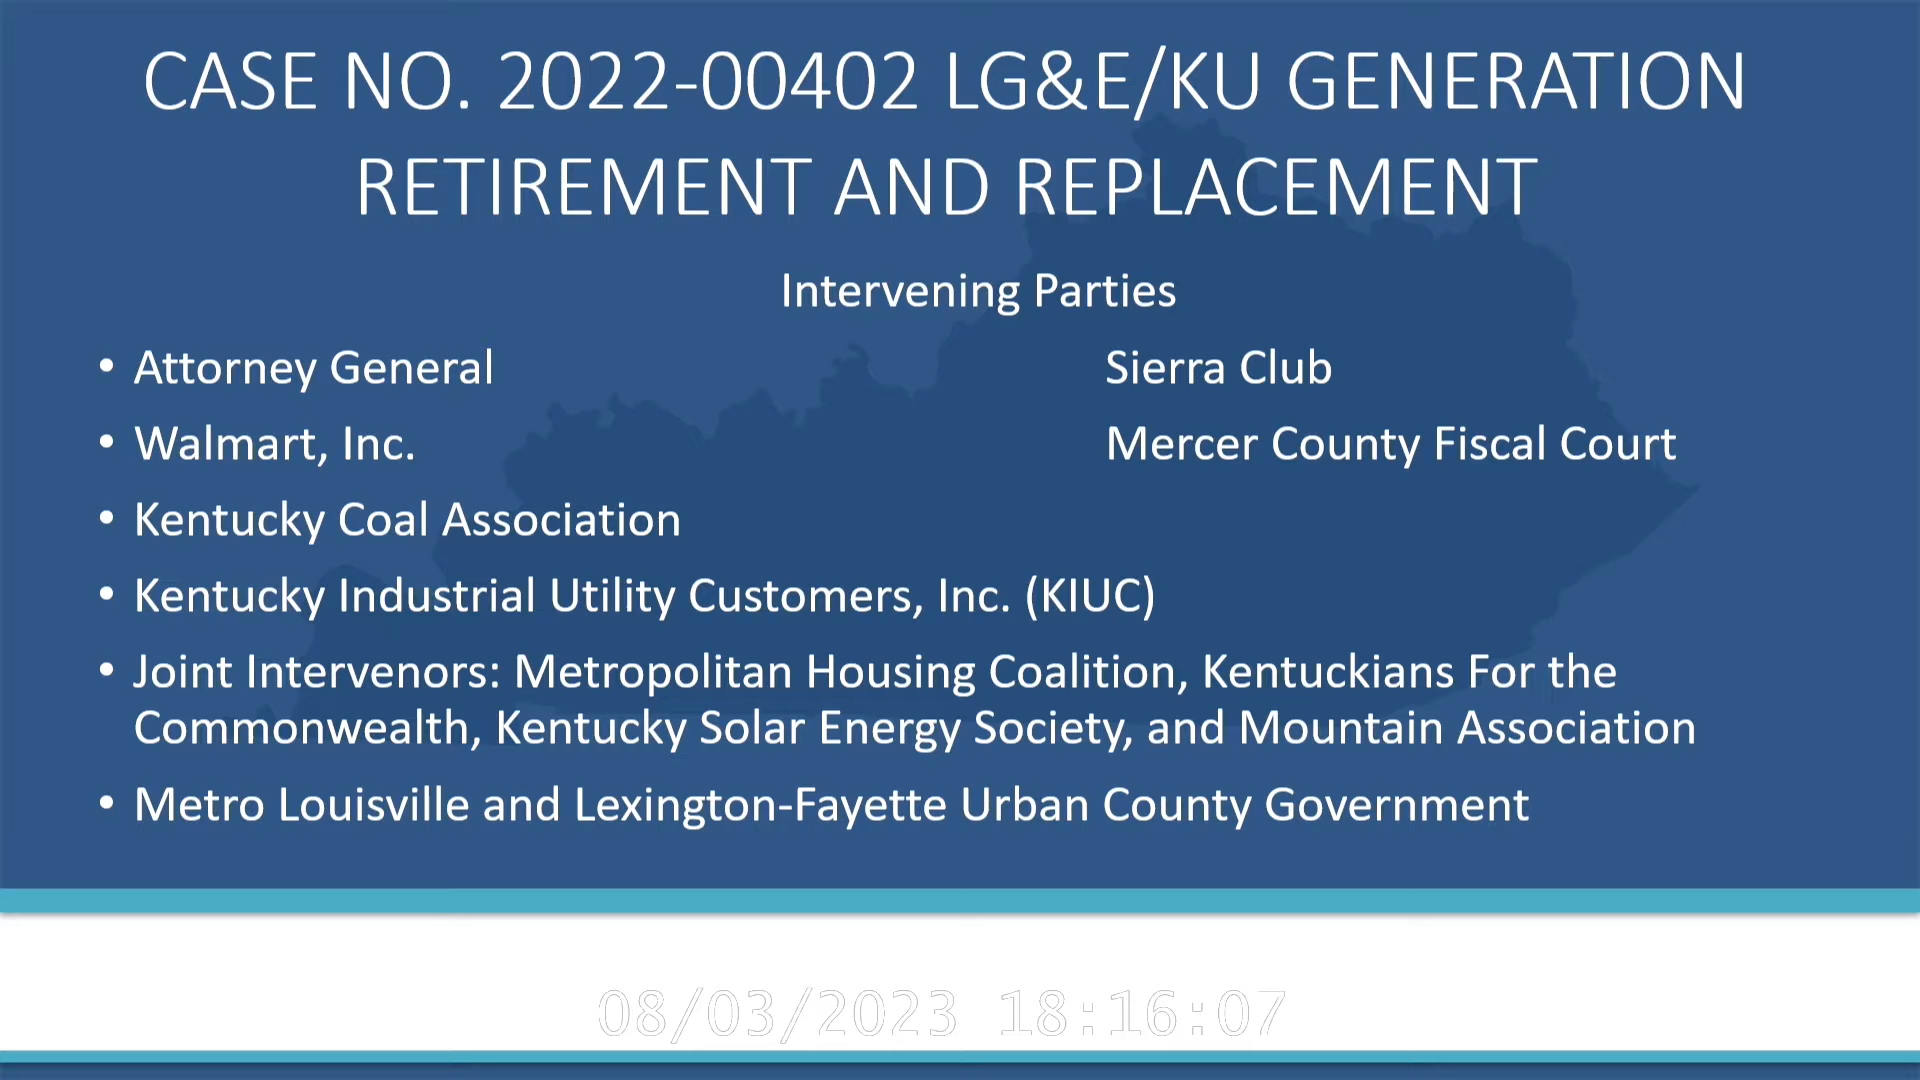 CASE NO. 2022-00402 LG&E/KU GENERATION
RETIREMENT AND REPLACEMENT
Intervening Parties
• Attorney General
Sierra Club
• Walmart, Inc.
Mercer County Fiscal Court
• Kentucky Coal Association
• Kentucky Industrial Utility Customers, Inc. (KIUC)
• Joint Intervenors: Metropolitan Housing Coalition, Kentuckians For the
Commonwealth, Kentucky Solar Energy Society, and Mountain Association
• Metro Louisville and Lexington-Fayette Urban County Government
08/03/2023 18:16:07